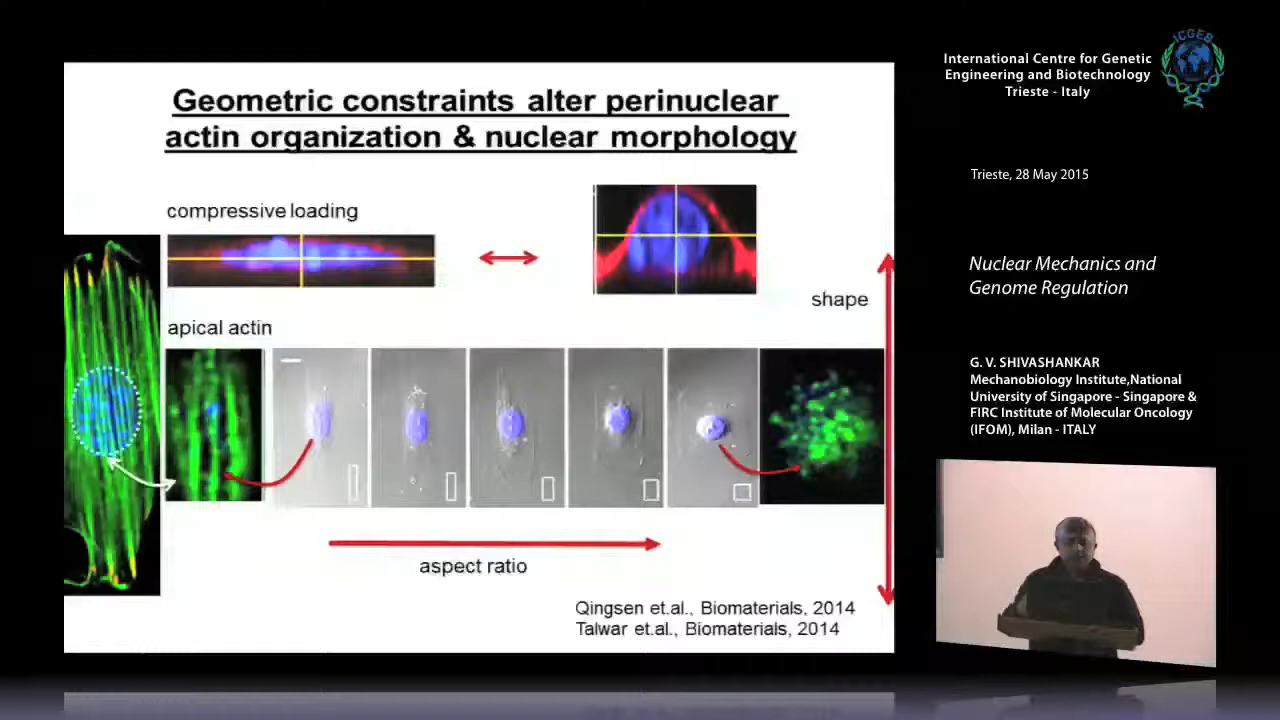 Geometric constraints alter perinuclear
actin organization & nuclear morphology
compressive loading
shape
apical actin
aspect ratio
Qingsen et.al., Biomaterials, 2014
Talwar et.al., Biomaterials, 2014
International Centre for Genetic
Engineering and Biotechnology
Trieste - Italy
ICGEB
Trieste, 28 May 2015
Nuclear Mechanics and
Genome Regulation
G. V. SHIVASHANKAR
Mechanobiology Institute,National
University of Singapore - Singapore &
FIRC Institute of Molecular Oncology
(IFOM), Milan - ITALY